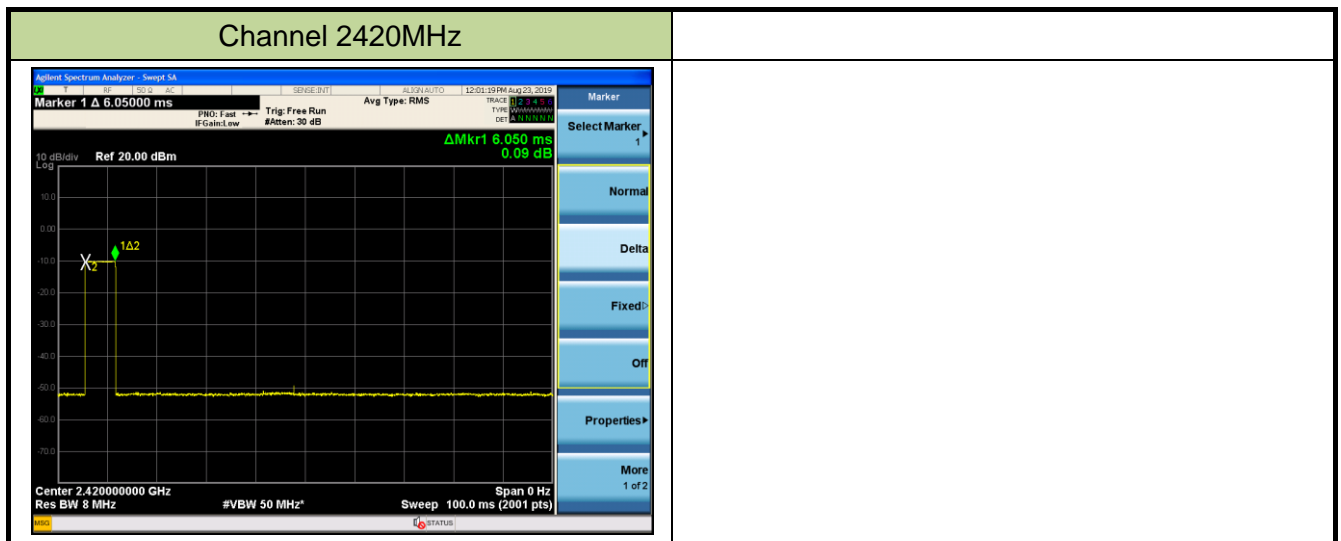 Channel 2420MHz
Agilent Spectrum Analyzer - Swept SA
T RF 50 Ω AC SENSE:INT ALIGN AUTO 12:01:19 PM Aug 23, 2019
Marker 1 Δ 6.05000 ms
PNO: Fast
IFGain:Low
Trig: Free Run
#Atten: 30 dB
Avg Type: RMS
TRACE 1 2 3 4 5 6
TYPE
DET A N N N N N
ΔMkr1 6.050 ms
0.09 dB
10 dB/div Ref 20.00 dBm
Log
10.0
0.00
-10.0
-20.0
-30.0
-40.0
-50.0
-60.0
-70.0
1Δ2
2
Center 2.420000000 GHz
Span 0 Hz
Res BW 8 MHz
#VBW 50 MHz*
Sweep 100.0 ms (2001 pts)
MSG
STATUS
Marker
Select Marker
1
Normal
Delta
Fixed
Off
Properties
More
1 of 2